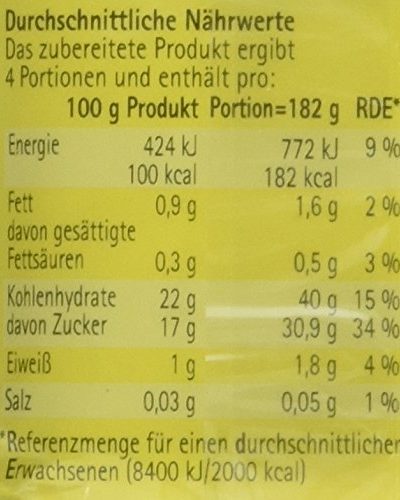 Durchschnittliche Nährwerte
Das zubereitete Produkt ergibt
4 Portionen und enthält pro:
100 g Produkt Portion=182 g RDE*
Energie 424 kJ 772 kJ 9 %
100 kcal 182 kcal
Fett 0,9 g 1,6 g 2 %
davon gesättigte
Fettsäuren 0,3 g 0,5 g 3 %
Kohlenhydrate 22 g 40 g 15 %
davon Zucker 17 g 30,9 g 34 %
Eiweiß 1 g 1,8 g 4 %
Salz 0,03 g 0,05 g 1 %
*Referenzmenge für einen durchschnittlichen
Erwachsenen (8400 kJ/2000 kcal)